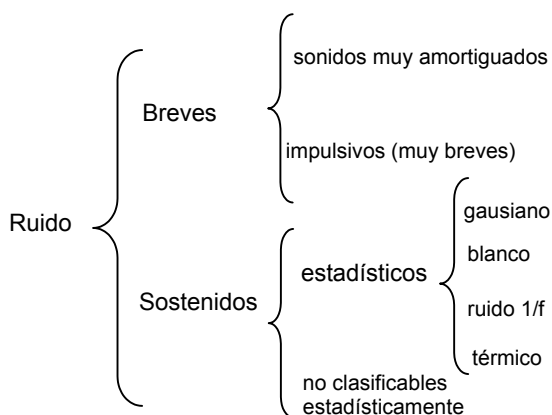 Ruido
Breves
sonidos muy amortiguados
impulsivos (muy breves)
Sostenidos
estadísticos
gausiano
blanco
ruido 1/f
térmico
no clasificables
estadísticamente